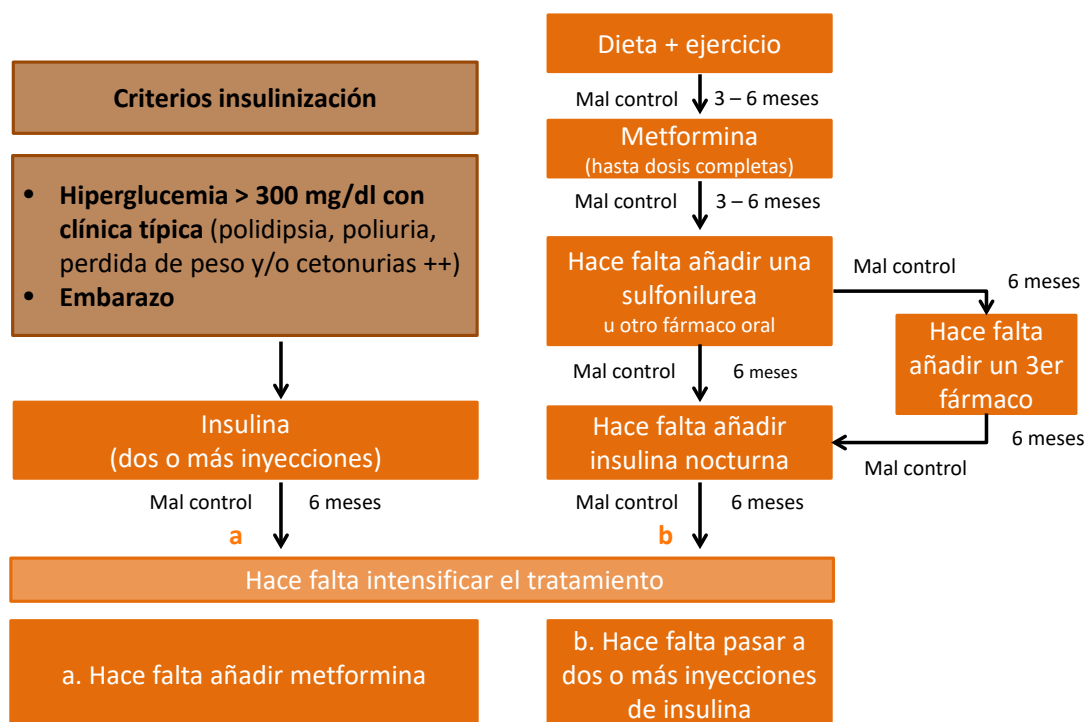 Criterios insulinización
• Hiperglucemia > 300 mg/dl con
clínica típica (polidipsia, poliuria,
perdida de peso y/o cetonurias ++)
• Embarazo
Insulina
(dos o más inyecciones)
Mal control 6 meses
a
Dieta + ejercicio
Mal control 3 – 6 meses
Metformina
(hasta dosis completas)
Mal control 3 – 6 meses
Hace falta añadir una
sulfonilurea
u otro fármaco oral
Mal control 6 meses
Mal control
6 meses
Hace falta
añadir un 3er
fármaco
6 meses
Mal control
Hace falta añadir
insulina nocturna
Mal control 6 meses
b
Hace falta intensificar el tratamiento
a. Hace falta añadir metformina
b. Hace falta pasar a
dos o más inyecciones
de insulina